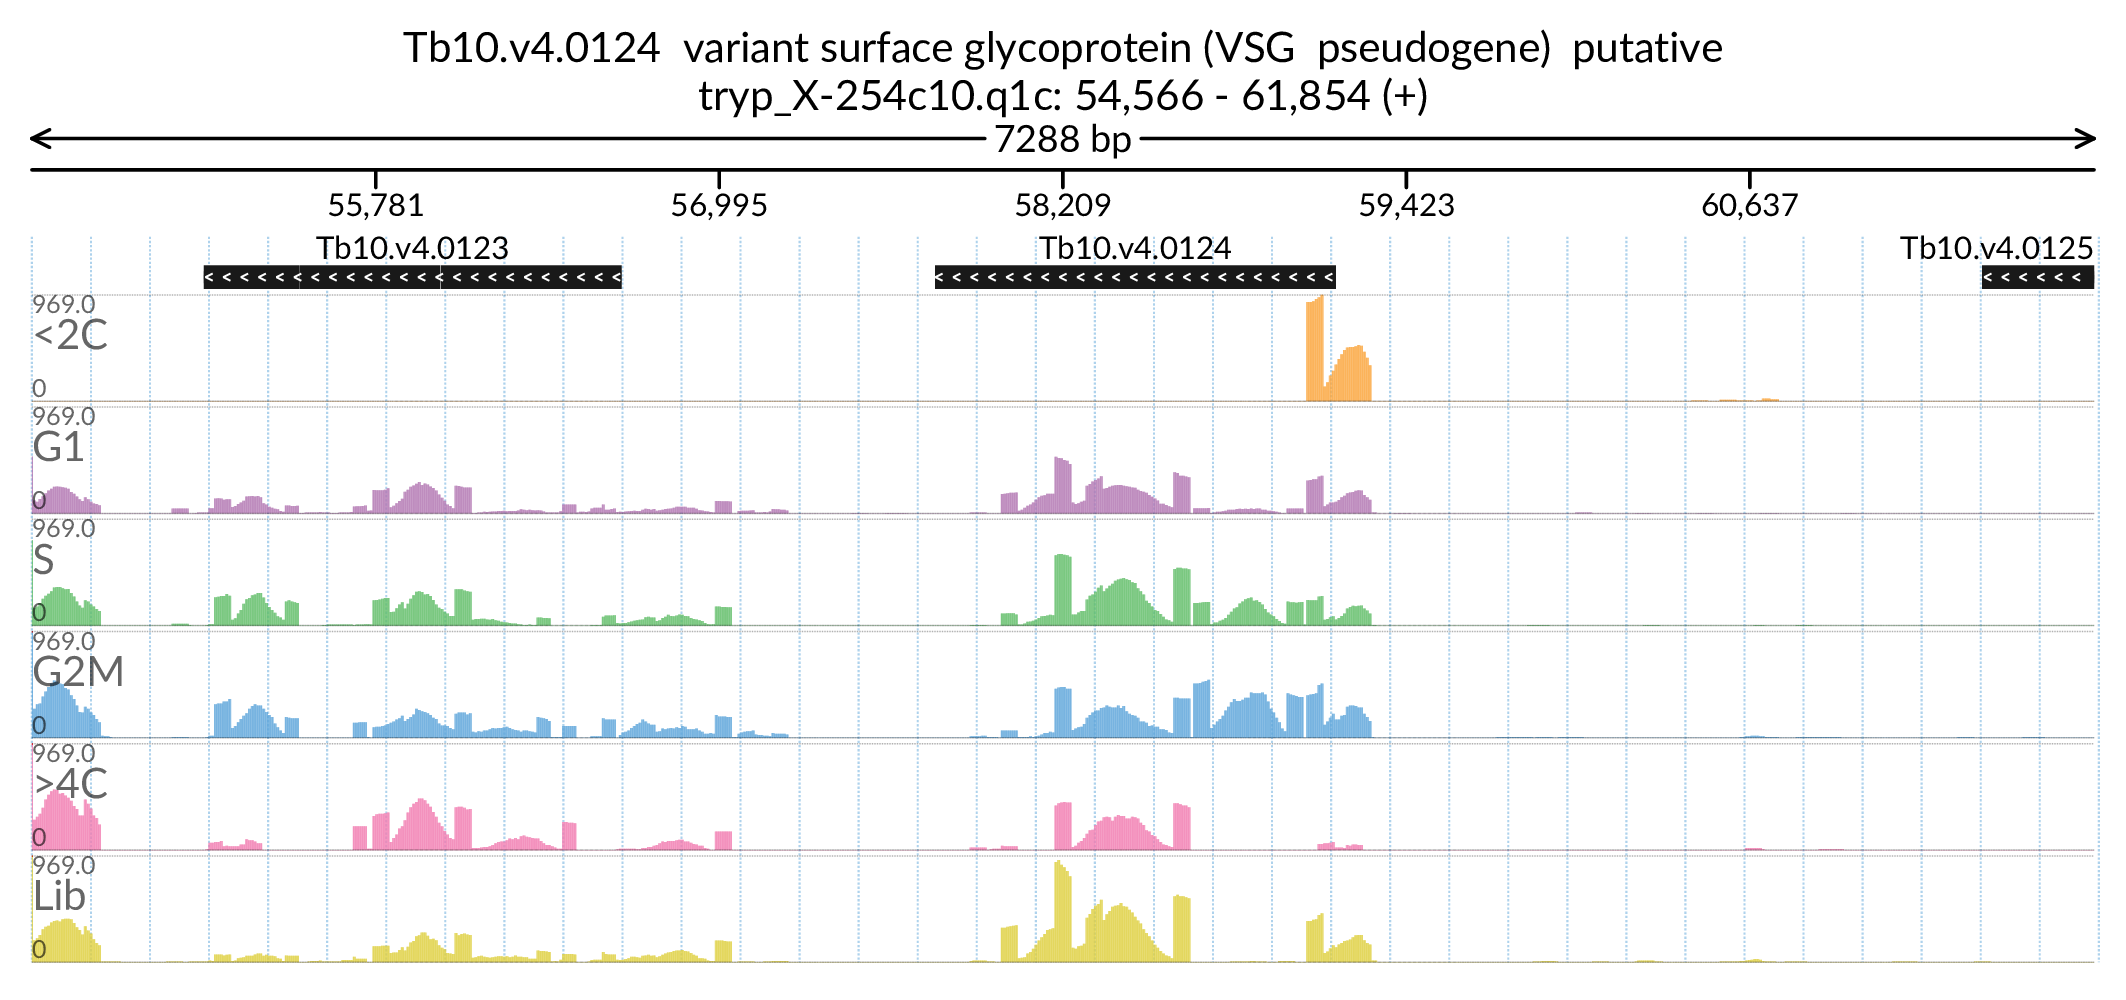 Tb10.v4.0124 variant surface glycoprotein (VSG pseudogene) putative
tryp_X-254c10.q1c: 54,566 - 61,854 (+)
7288 bp
55,781 56,995 58,209 59,423 60,637
Tb10.v4.0123 Tb10.v4.0124 Tb10.v4.0125
969.0
<2C
0
969.0
G1
0
969.0
S
0
969.0
G2M
0
969.0
>4C
0
969.0
Lib
0